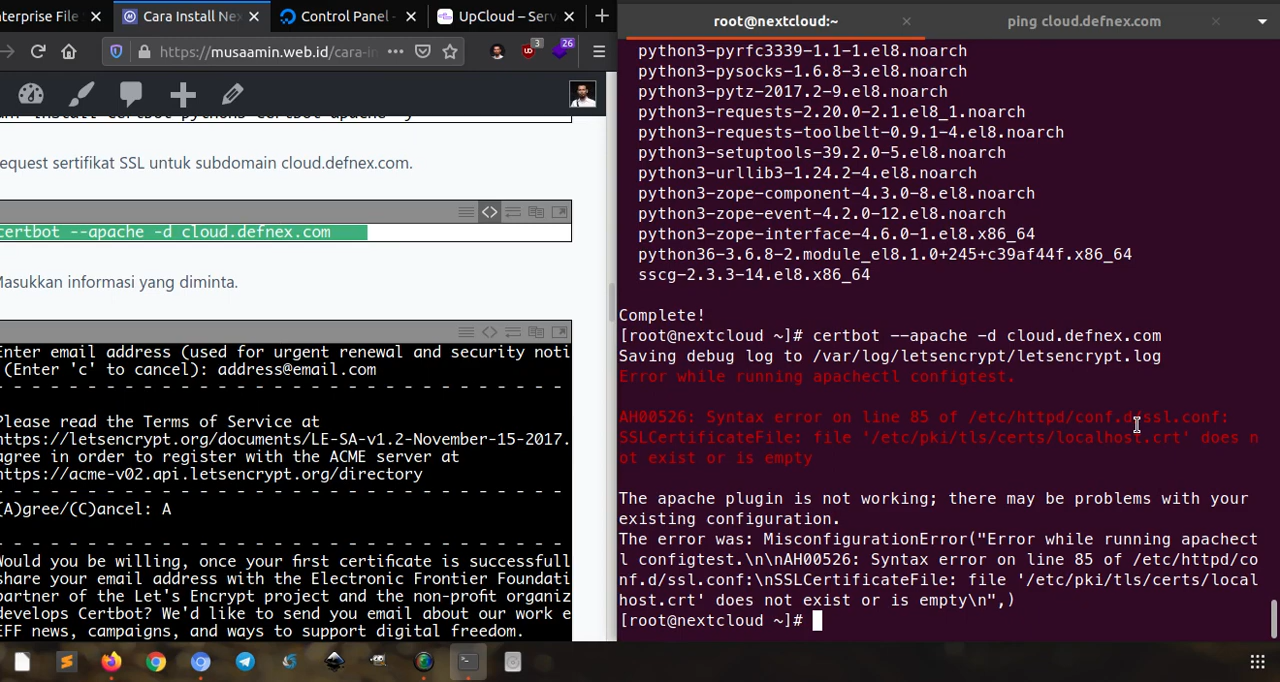 nterprise File
Cara Install Nex
Control Panel -
UpCloud – Serv
https://musaamin.web.id/cara-in
3
26
request sertifikat SSL untuk subdomain cloud.defnex.com.
certbot --apache -d cloud.defnex.com
Masukkan informasi yang diminta.
Enter email address (used for urgent renewal and security noti
(Enter 'c' to cancel): address@email.com
- - - - - - - - - - - - - - - - - - - - - - - - - - - - - - -
Please read the Terms of Service at
https://letsencrypt.org/documents/LE-SA-v1.2-November-15-2017.
agree in order to register with the ACME server at
https://acme-v02.api.letsencrypt.org/directory
- - - - - - - - - - - - - - - - - - - - - - - - - - - - - - -
(A)gree/(C)ancel: A
Would you be willing, once your first certificate is successfull
share your email address with the Electronic Frontier Foundati
partner of the Let's Encrypt project and the non-profit organiz
develops Certbot? We'd like to send you email about our work e
EFF news, campaigns, and ways to support digital freedom.
root@nextcloud:~
ping cloud.defnex.com
python3-pyrfc3339-1.1-1.el8.noarch
python3-pysocks-1.6.8-3.el8.noarch
python3-pytz-2017.2-9.el8.noarch
python3-requests-2.20.0-2.1.el8_1.noarch
python3-requests-toolbelt-0.9.1-4.el8.noarch
python3-setuptools-39.2.0-5.el8.noarch
python3-urllib3-1.24.2-4.el8.noarch
python3-zope-component-4.3.0-8.el8.noarch
python3-zope-event-4.2.0-12.el8.noarch
python3-zope-interface-4.6.0-1.el8.x86_64
python36-3.6.8-2.module_el8.1.0+245+c39af44f.x86_64
sscg-2.3.3-14.el8.x86_64
Complete!
[root@nextcloud ~]# certbot --apache -d cloud.defnex.com
Saving debug log to /var/log/letsencrypt/letsencrypt.log
Error while running apachectl configtest.
AH00526: Syntax error on line 85 of /etc/httpd/conf.d/ssl.conf:
SSLCertificateFile: file '/etc/pki/tls/certs/localhost.crt' does n
ot exist or is empty
The apache plugin is not working; there may be problems with your
existing configuration.
The error was: MisconfigurationError("Error while running apachect
l configtest.\n\nAH00526: Syntax error on line 85 of /etc/httpd/co
nf.d/ssl.conf:\nSSLCertificateFile: file '/etc/pki/tls/certs/local
host.crt' does not exist or is empty\n",)
[root@nextcloud ~]#